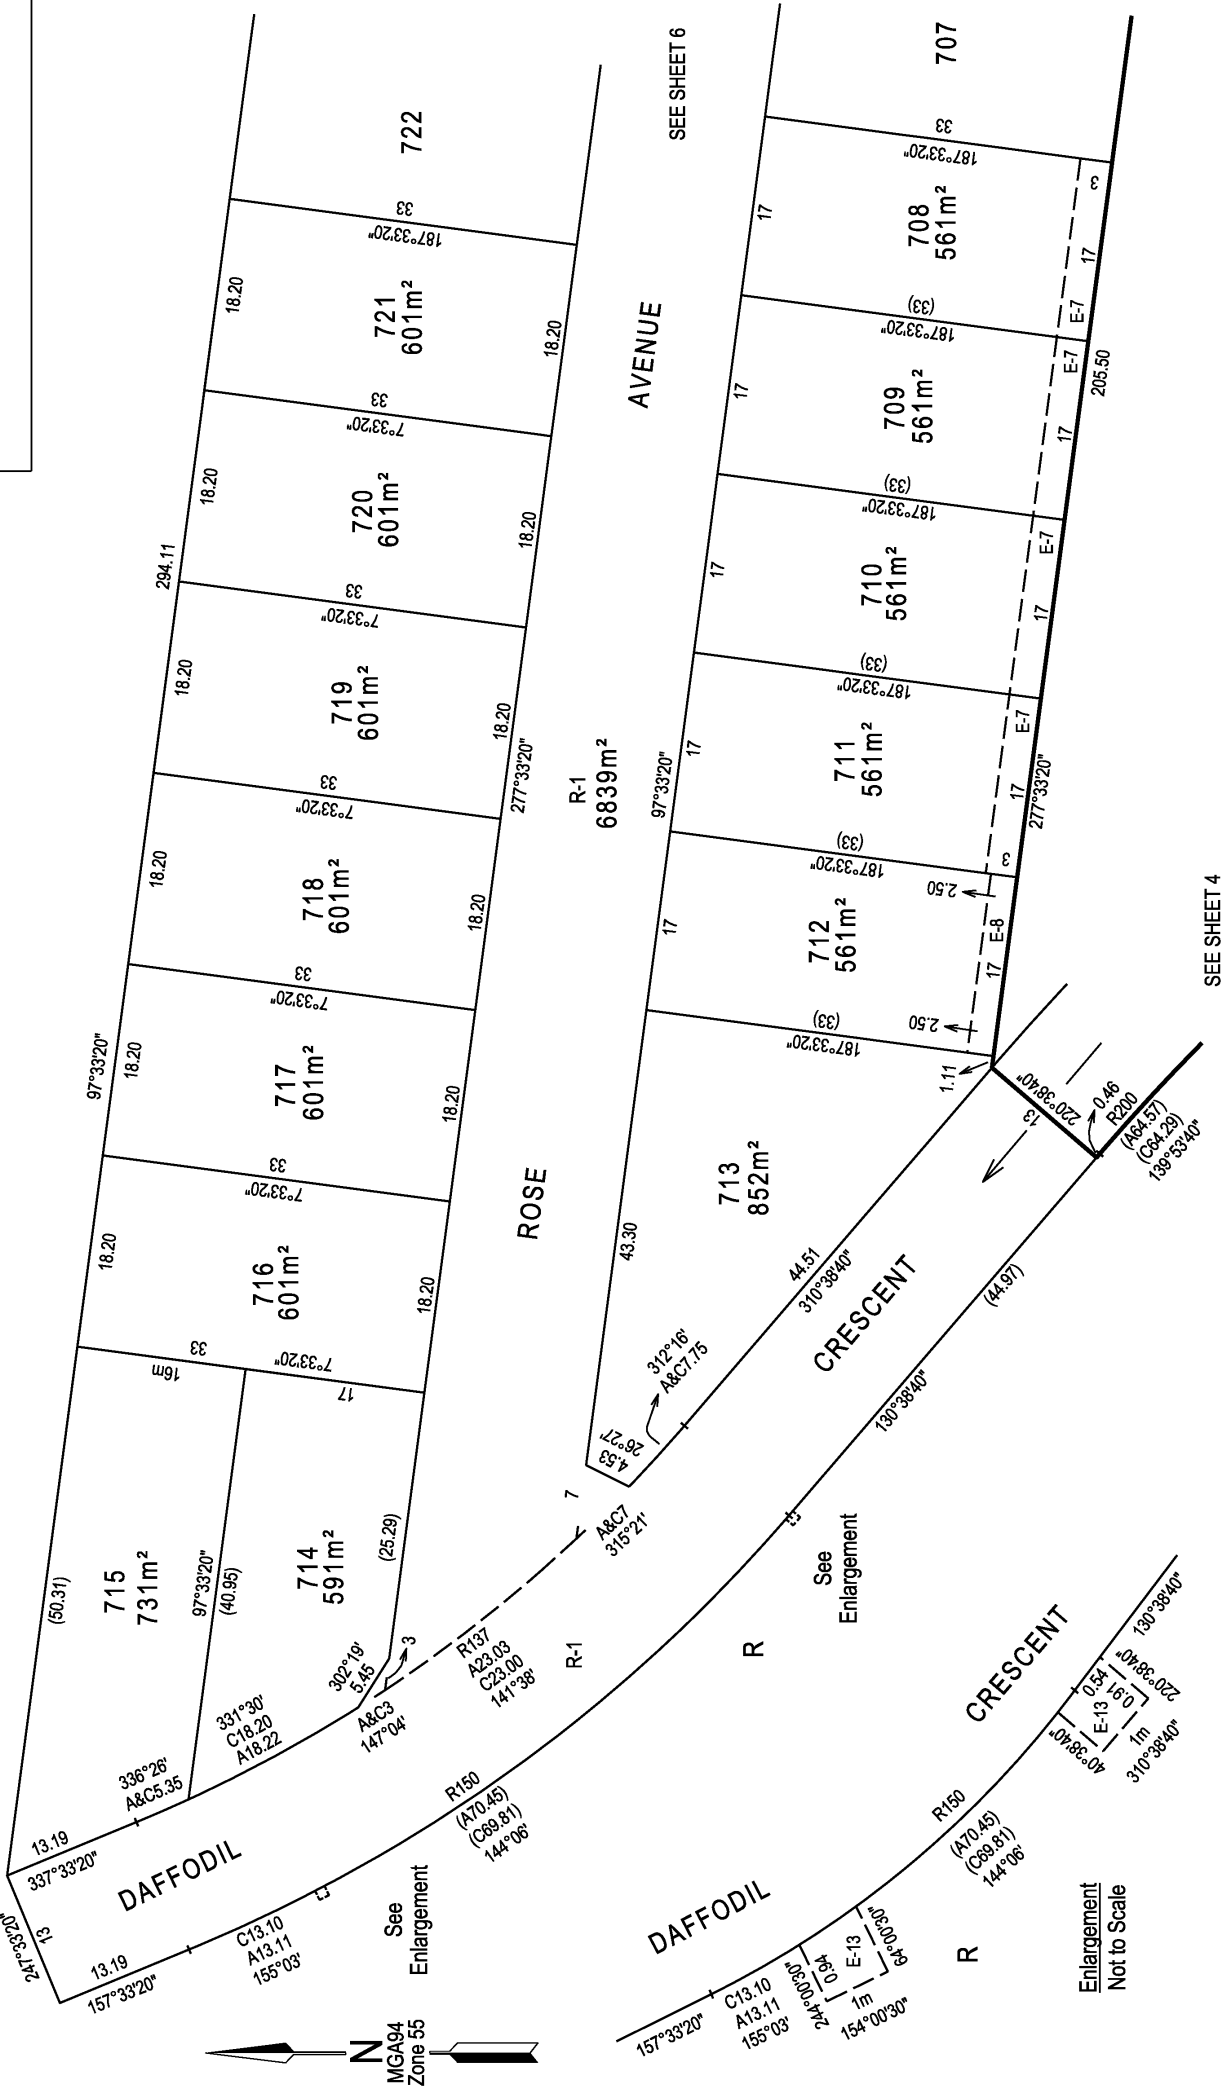 722
33
187°33'20"
18.20
721
601m²
18.20
33
7°33'20"
18.20
720
601m²
18.20
294.11
33
7°33'20"
18.20
719
601m²
18.20
277°33'20"
33
7°33'20"
18.20
718
601m²
18.20
33
7°33'20"
97°33'20"
18.20
717
601m²
18.20
33
7°33'20"
18.20
716
601m²
18.20
16m
33
7°33'20"
17
(50.31)
715
731m²
97°33'20"
(40.95)
714
591m²
(25.29)
302°19'
5.45
3
336°26'
A&C5.35
331°30'
C18.20
A18.22
A&C3
147°04'
R137
A23.03
C23.00
141°38'
13.19
337°33'20"
247°33'20"
13
13.19
157°33'20"
DAFFODIL
C13.10
A13.11
155°03'
See
Enlargement
R150
(A70.45)
(C69.81)
144°06'
R-1
R
AVENUE
ROSE
R-1
6839m²
97°33'20"
SEE SHEET 6
707
33
187°33'20"
17
708
561m²
3
17
E-7
(33)
187°33'20"
17
709
561m²
E-7
17
205.50
(33)
187°33'20"
17
710
561m²
E-7
17
(33)
187°33'20"
17
711
561m²
E-7
17
277°33'20"
(33)
187°33'20"
3
17
712
561m²
2.50
E-8
17
2.50
(33)
187°33'20"
1.11
713
852m²
43.30
44.51
310°38'40"
312°16'
A&C7.75
4.53
26°27'
7
A&C7
315°21'
CRESCENT
(44.97)
130°38'40"
220°38'40"
13
0.46
R200
(A64.57)
(C64.29)
139°53'40"
SEE SHEET 4
See
Enlargement
N
MGA94
Zone 55
DAFFODIL
CRESCENT
157°33'20"
C13.10
A13.11
155°03'
244°00'30"
0.94
E-13
64°00'30"
1m
154°00'30"
R150
(A70.45)
(C69.81)
144°06'
R
40°38'40"
E-13
0.54
0.91
220°38'40"
1m
310°38'40"
130°38'40"
Enlargement
Not to Scale